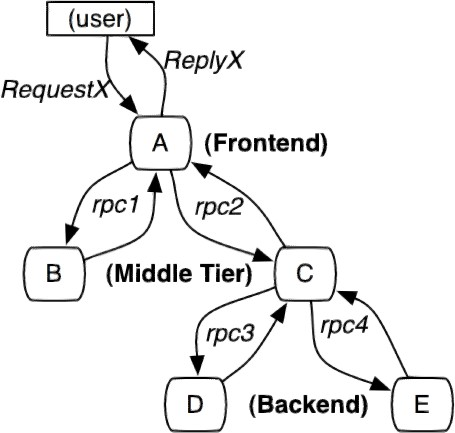 (user)
RequestX
ReplyX
A
(Frontend)
rpc1
rpc2
B
(Middle Tier)
C
rpc3
rpc4
D
(Backend)
E